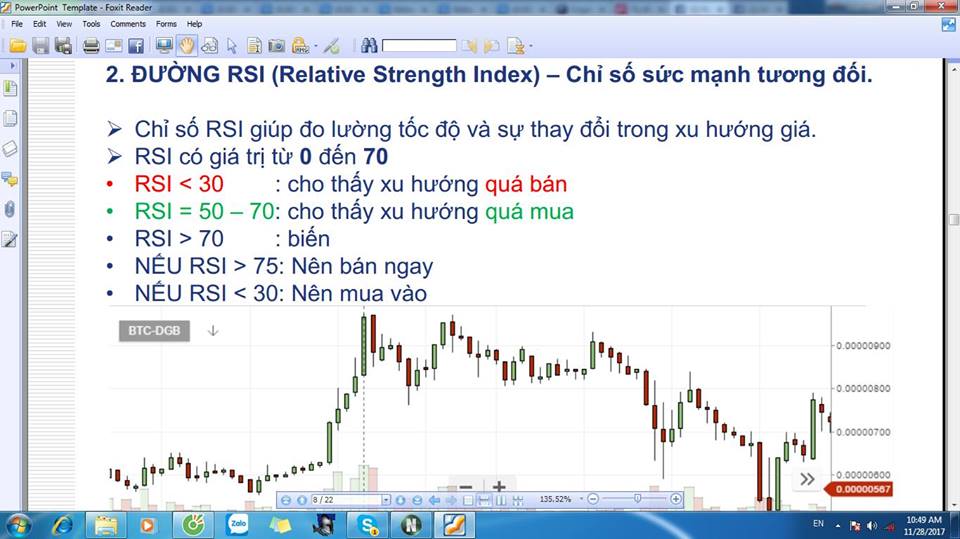 PowerPoint Template - Foxit Reader
File Edit View Tools Comments Forms Help
2. ĐƯỜNG RSI (Relative Strength Index) – Chỉ số sức mạnh tương đối.
➢ Chỉ số RSI giúp đo lường tốc độ và sự thay đổi trong xu hướng giá.
➢ RSI có giá trị từ 0 đến 70
• RSI < 30 : cho thấy xu hướng quá bán
• RSI = 50 – 70: cho thấy xu hướng quá mua
• RSI > 70 : biến
• NẾU RSI > 75: Nên bán ngay
• NẾU RSI < 30: Nên mua vào
BTC-DGB
0.00000900
0.00000800
0.00000700
0.00000600
0.00000567
8 / 22
135.52%
Zalo
EN
10:49 AM
11/28/2017